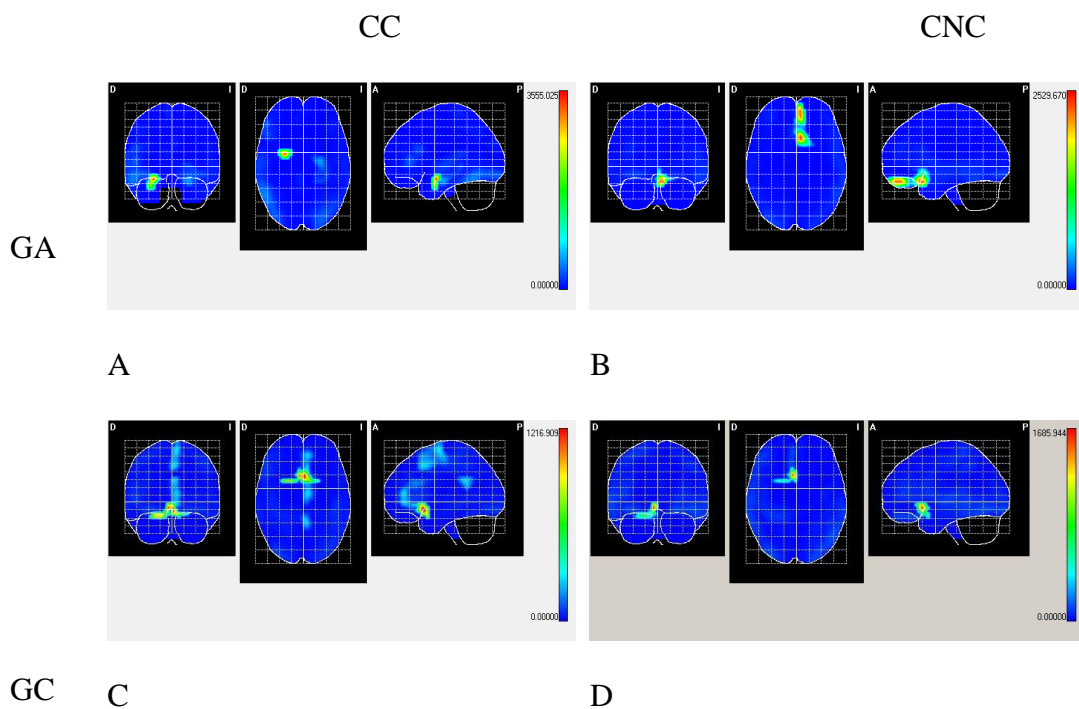 CC CNC
D I D I A P 3555.025 D I D I A P 2529.670
0.00000 0.00000
GA
A B
D I D I A P 1216.909 D I D I A P 1685.944
0.00000 0.00000
GC C D